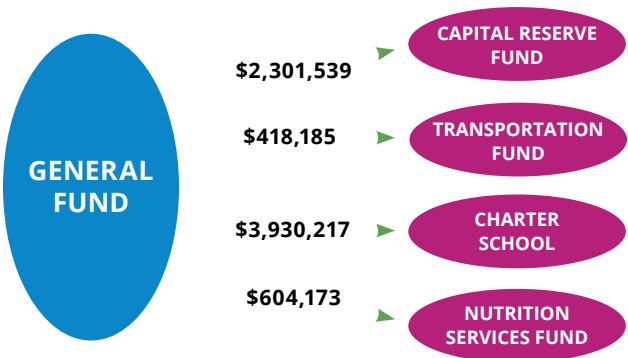 GENERAL
FUND
$2,301,539
CAPITAL RESERVE
FUND
$418,185
TRANSPORTATION
FUND
$3,930,217
CHARTER
SCHOOL
$604,173
NUTRITION
SERVICES FUND